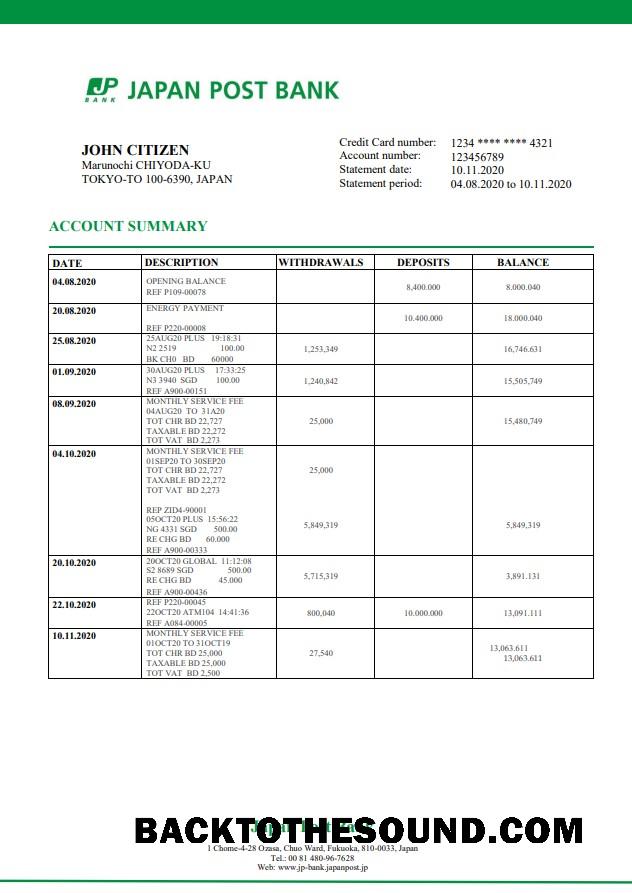 JP
BANK
JAPAN POST BANK
JOHN CITIZEN
Marunochi CHIYODA-KU
TOKYO-TO 100-6390, JAPAN
Credit Card number: 1234 **** **** 4321
Account number: 123456789
Statement date: 10.11.2020
Statement period: 04.08.2020 to 10.11.2020
ACCOUNT SUMMARY
DATE DESCRIPTION WITHDRAWALS DEPOSITS BALANCE
04.08.2020 OPENING BALANCE
REF P109-00078 8,400.000 8.000.040
20.08.2020 ENERGY PAYMENT
10.400.000 18.000.040
REF P220-00008
25.08.2020 25AUG20 PLUS 19:18:31
N2 2519 100.00 1,253,349 16,746.631
BK CH0 BD 60000
01.09.2020 30AUG20 PLUS 17:33:25
N3 3940 SGD 100.00 1,240,842 15,505,749
REF A900-00151
08.09.2020 MONTHLY SERVICE FEE
04AUG20 TO 31A20
TOT CHR BD 22,727 25,000 15,480,749
TAXABLE BD 22,272
TOT VAT BD 2,273
04.10.2020 MONTHLY SERVICE FEE
01SEP20 TO 30SEP20
TOT CHR BD 22,727 25,000
TAXABLE BD 22,272
TOT VAT BD 2,273
REP ZID4-90001
05OCT20 PLUS 15:56:22 5,849,319 5,849,319
NG 4331 SGD 500.00
RE CHG BD 60.000
REF A900-00333
20.10.2020 20OCT20 GLOBAL 11:12:08
S2 8689 SGD 500.00 5,715,319 3,891.131
RE CHG BD 45.000
REF A900-00436
22.10.2020 REF P220-00045
22OCT20 ATM104 14:41:36 800,040 10.000.000 13,091.111
REF A084-00005
10.11.2020 MONTHLY SERVICE FEE
01OCT20 TO 31OCT19 13,063.611
TOT CHR BD 25,000 27,540 13,063.611
TAXABLE BD 25,000
TOT VAT BD 2,500
BACKTOTHESOUND.COM
1 Chome-4-28 Ozasa, Chuo Ward, Fukuoka, 810-0033, Japan
Tel.: 00 81 480-96-7628
Web: www.jp-bank.japanpost.jp